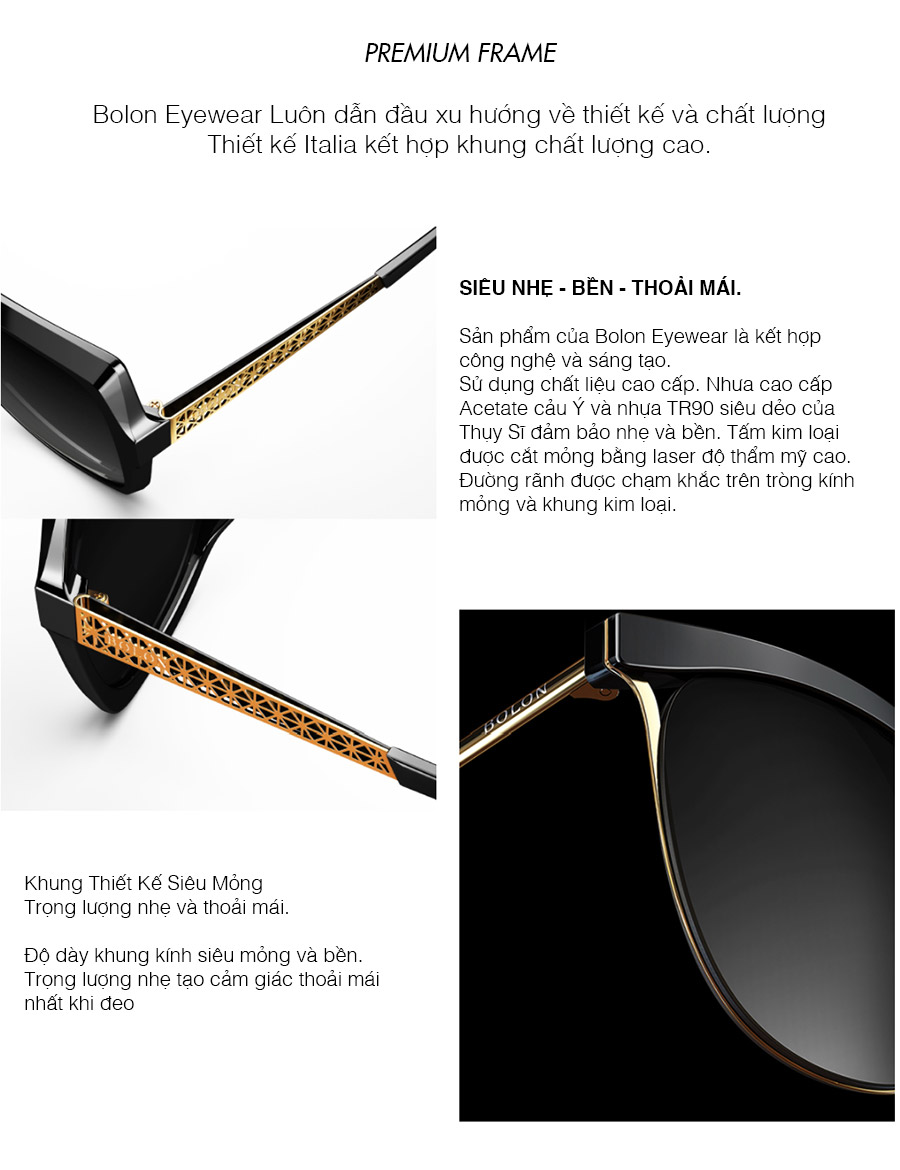 PREMIUM FRAME
Bolon Eyewear Luôn dẫn đầu xu hướng về thiết kế và chất lượng
Thiết kế Italia kết hợp khung chất lượng cao.
SIÊU NHẸ - BỀN - THOẢI MÁI.
Sản phẩm của Bolon Eyewear là kết hợp
công nghệ và sáng tạo.
Sử dụng chất liệu cao cấp. Nhưa cao cấp
Acetate cảu Ý và nhựa TR90 siêu dẻo của
Thụy Sĩ đảm bảo nhẹ và bền. Tấm kim loại
được cắt mỏng bằng laser độ thẩm mỹ cao.
Đường rãnh được chạm khắc trên tròng kính
mỏng và khung kim loại.
BOLON
BOLON
Khung Thiết Kế Siêu Mỏng
Trọng lượng nhẹ và thoải mái.
Độ dày khung kính siêu mỏng và bền.
Trọng lượng nhẹ tạo cảm giác thoải mái
nhất khi đeo